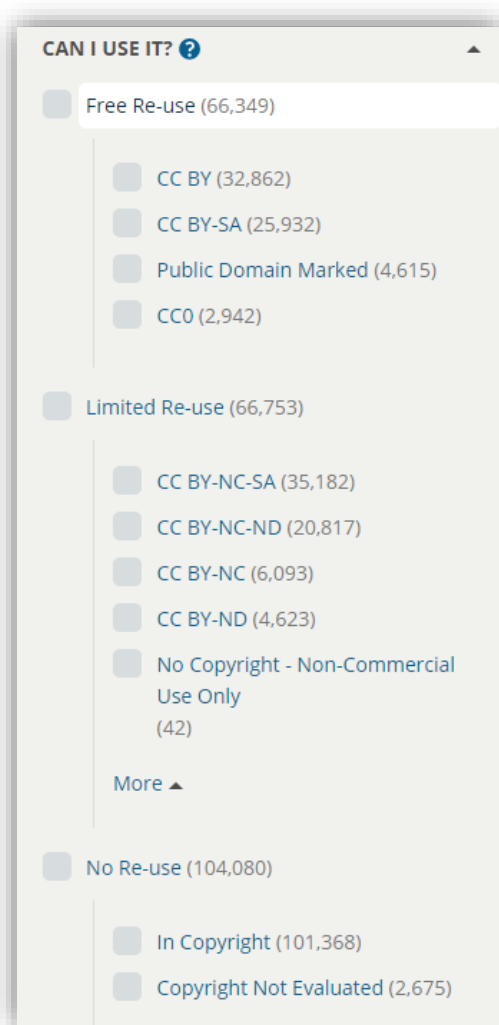 CAN I USE IT? ?
Free Re-use (66,349)
CC BY (32,862)
CC BY-SA (25,932)
Public Domain Marked (4,615)
CC0 (2,942)
Limited Re-use (66,753)
CC BY-NC-SA (35,182)
CC BY-NC-ND (20,817)
CC BY-NC (6,093)
CC BY-ND (4,623)
No Copyright - Non-Commercial
Use Only
(42)
More
No Re-use (104,080)
In Copyright (101,368)
Copyright Not Evaluated (2,675)